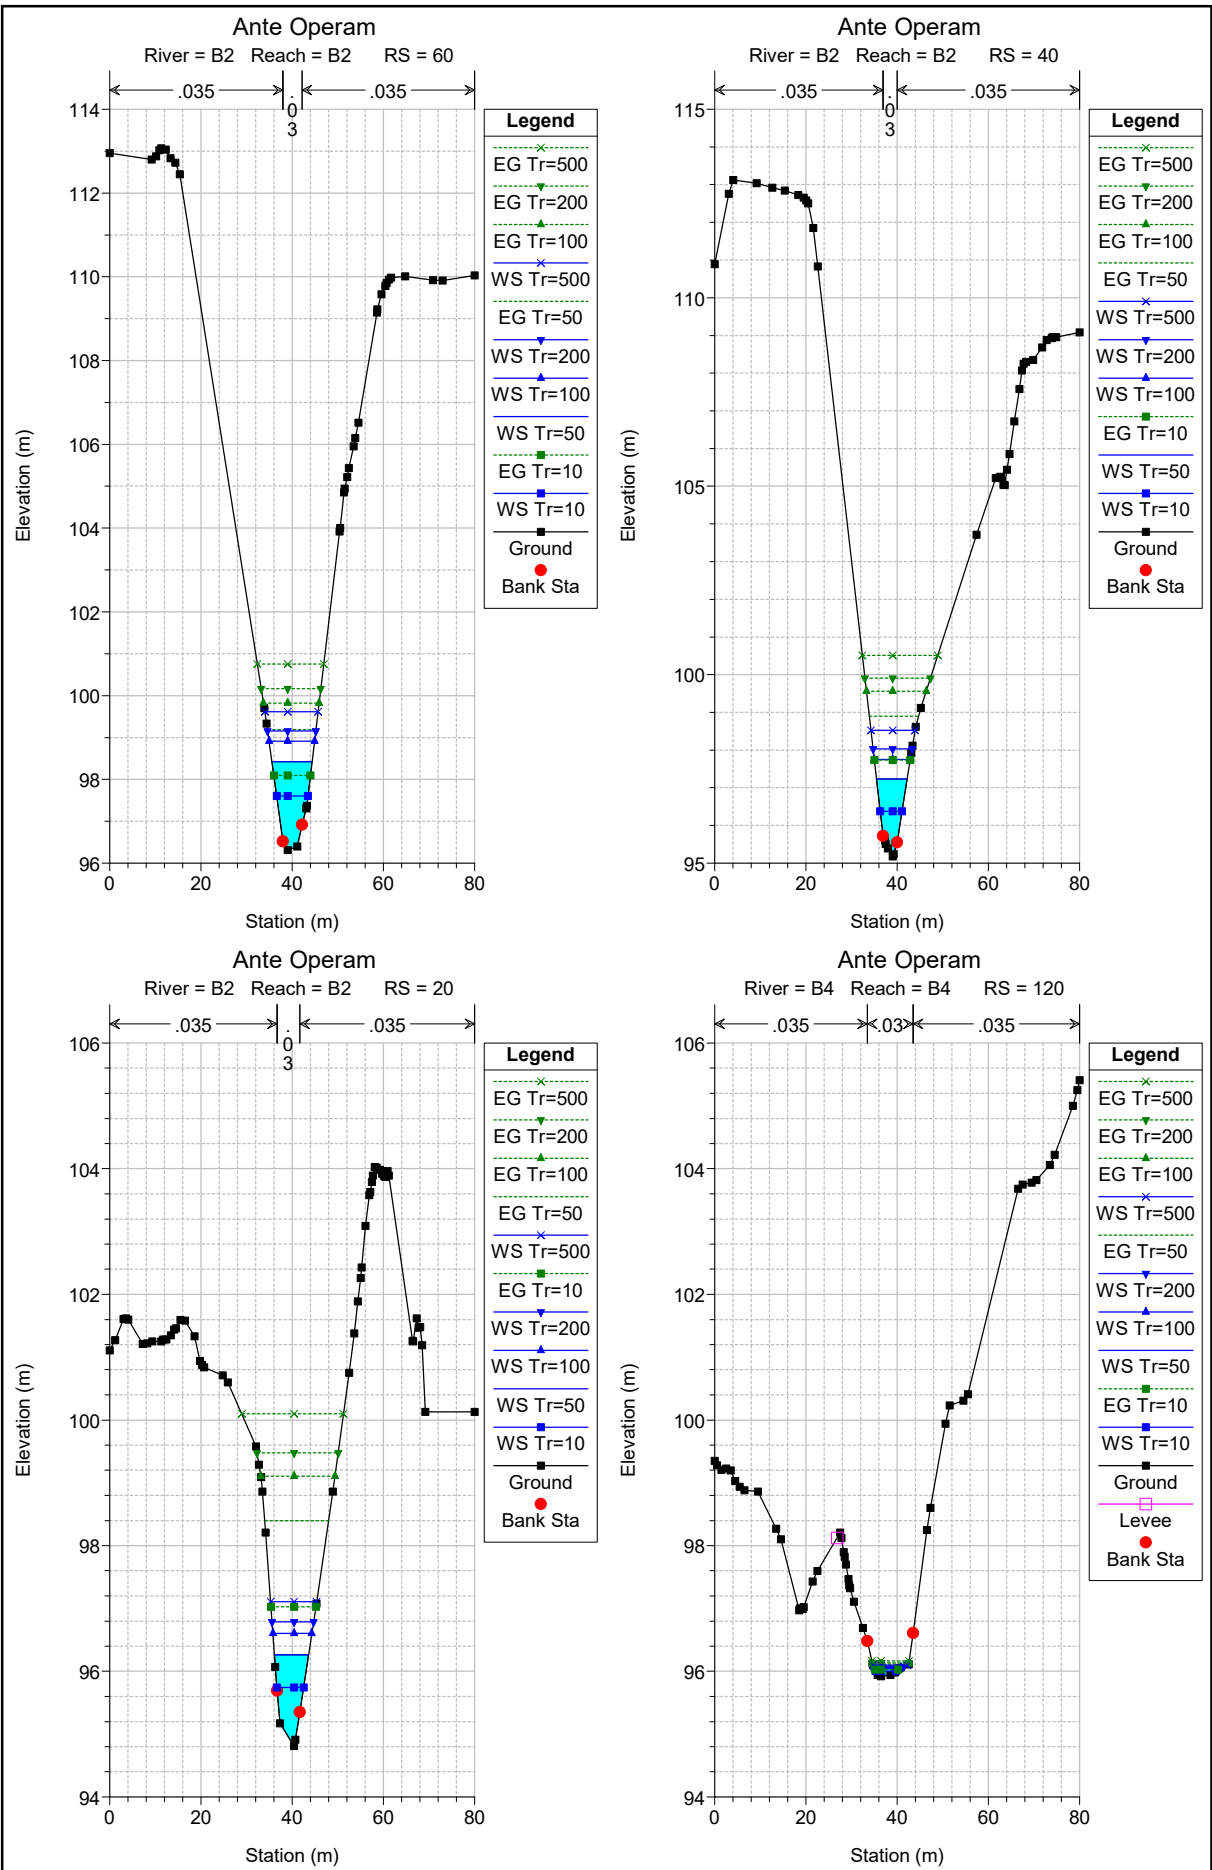 Ante Operam
River = B2 Reach = B2 RS = 60
.035
.03
.035
114
112
110
108
106
104
102
100
98
96
0
20
40
60
80
Station (m)
Elevation (m)
Legend
EG Tr=500
EG Tr=200
EG Tr=100
WS Tr=500
EG Tr=50
WS Tr=200
WS Tr=100
WS Tr=50
EG Tr=10
WS Tr=10
Ground
Bank Sta
Ante Operam
River = B2 Reach = B2 RS = 40
.035
.03
.035
115
110
105
100
95
0
20
40
60
80
Station (m)
Elevation (m)
Legend
EG Tr=500
EG Tr=200
EG Tr=100
EG Tr=50
WS Tr=500
WS Tr=200
WS Tr=100
EG Tr=10
WS Tr=50
WS Tr=10
Ground
Bank Sta
Ante Operam
River = B2 Reach = B2 RS = 20
.035
.03
.035
106
104
102
100
98
96
94
0
20
40
60
80
Station (m)
Elevation (m)
Legend
EG Tr=500
EG Tr=200
EG Tr=100
EG Tr=50
WS Tr=500
EG Tr=10
WS Tr=200
WS Tr=100
WS Tr=50
WS Tr=10
Ground
Bank Sta
Ante Operam
River = B4 Reach = B4 RS = 120
.035
.03
.035
106
104
102
100
98
96
94
0
20
40
60
80
Station (m)
Elevation (m)
Legend
EG Tr=500
EG Tr=200
EG Tr=100
WS Tr=500
EG Tr=50
WS Tr=200
WS Tr=100
WS Tr=50
EG Tr=10
WS Tr=10
Ground
Levee
Bank Sta